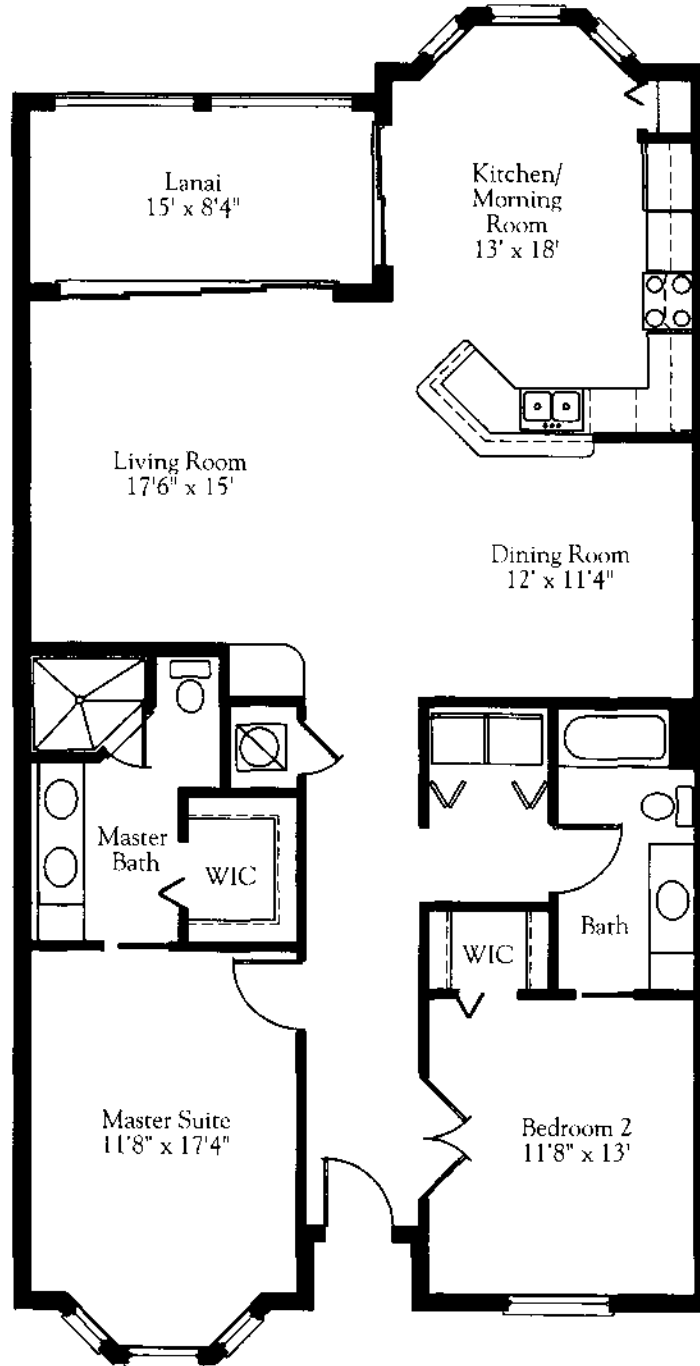 Lanai
15' x 8'4"
Kitchen/
Morning
Room
13' x 18'
Living Room
17'6" x 15'
Dining Room
12' x 11'4"
Master
Bath
WIC
Bath
WIC
Master Suite
11'8" x 17'4"
Bedroom 2
11'8" x 13'